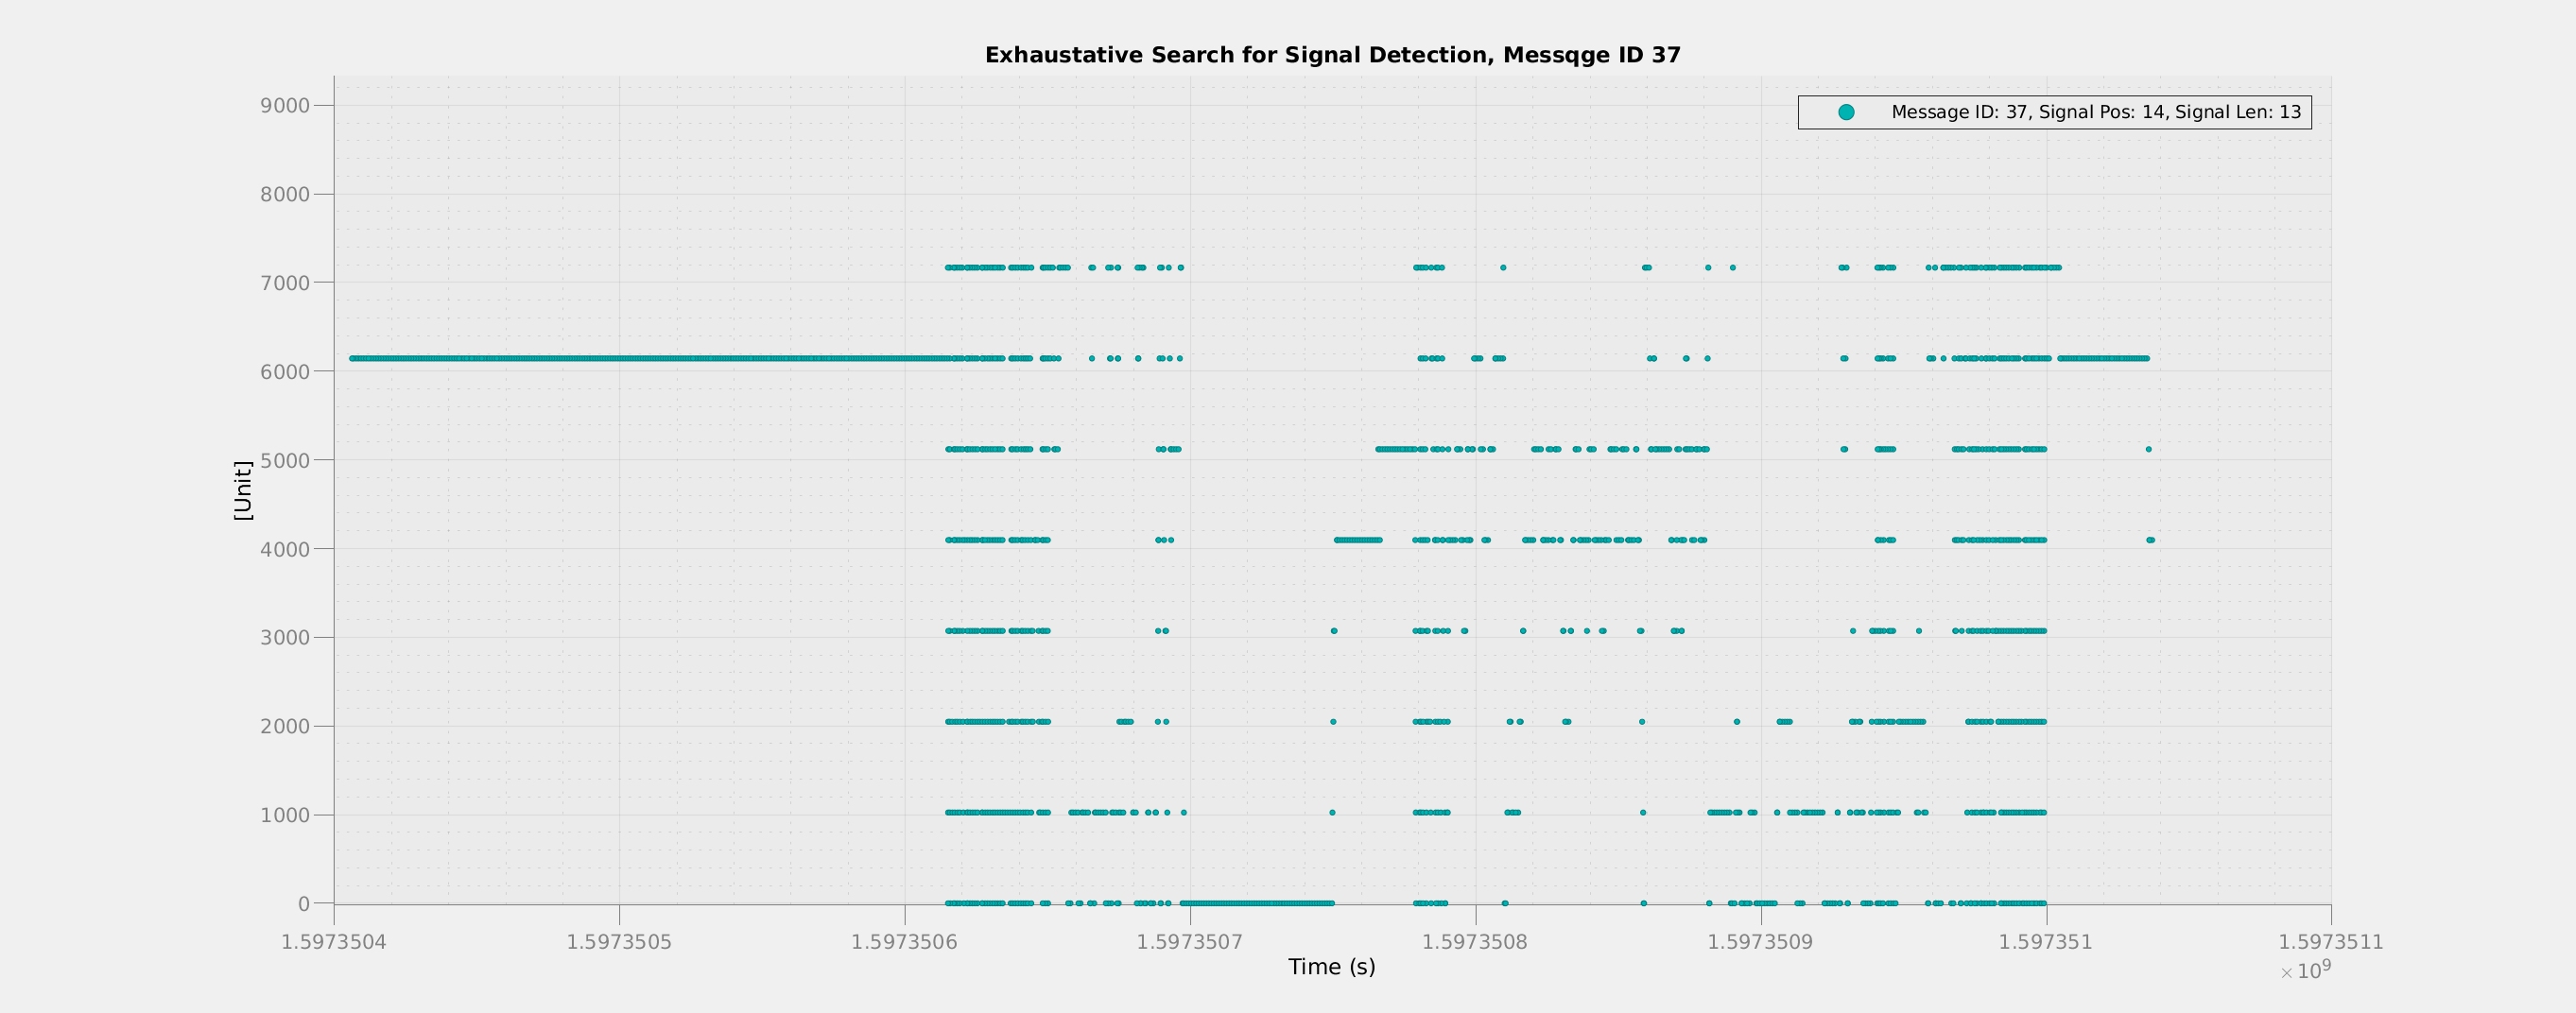 Exhaustative Search for Signal Detection, Messqge ID 37
Message ID: 37, Signal Pos: 14, Signal Len: 13
9000
8000
7000
6000
5000
4000
3000
2000
1000
0
[Unit]
1.5973504 1.5973505 1.5973506 1.5973507 1.5973508 1.5973509 1.597351 1.5973511
Time (s)
× 10⁹